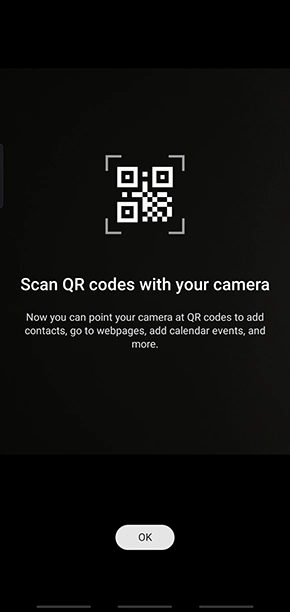 Scan QR codes with your camera
Now you can point your camera at QR codes to add
contacts, go to webpages, add calendar events, and
more.
OK